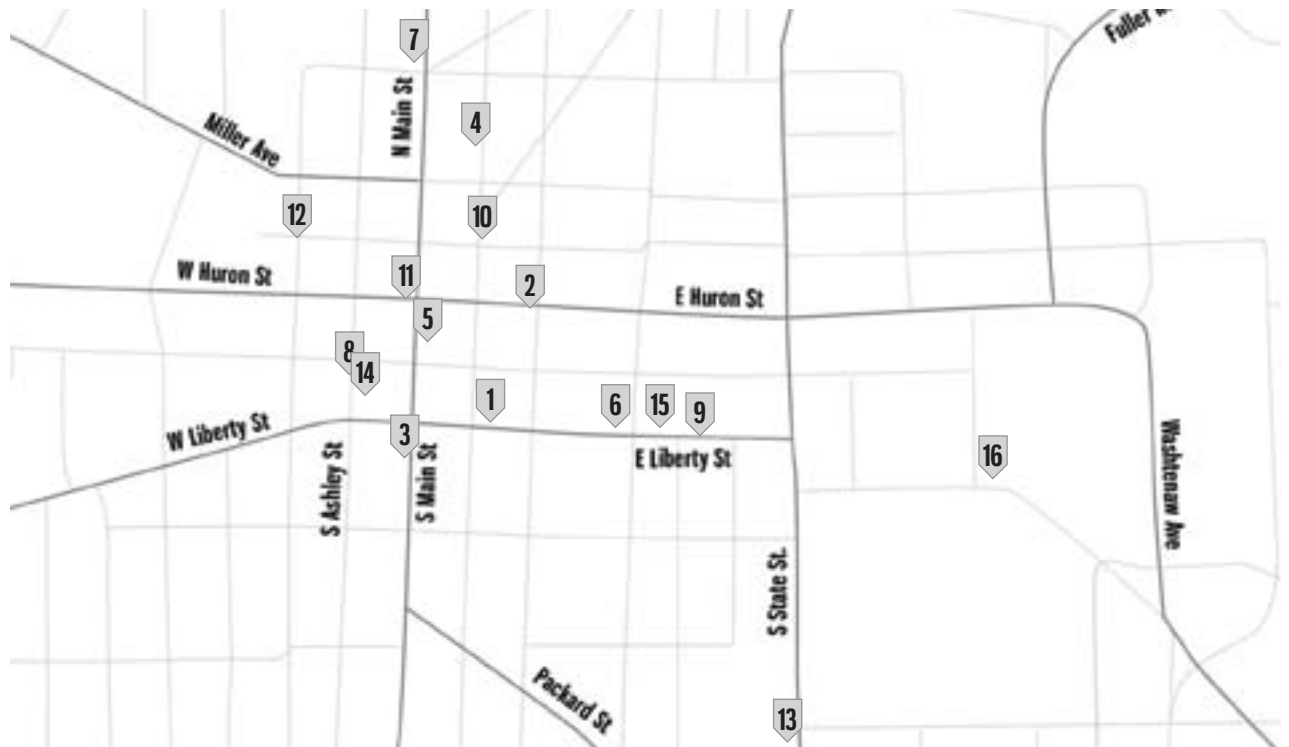 7
Fuller
N Main St
4
Miller Ave
12
10
W Huron St
11
2
E Huron St
5
8
14
1
6
15
9
W Liberty St
3
E Liberty St
16
S Ashley St
S Main St
Washtenaw Ave
S State St.
Packard St
13